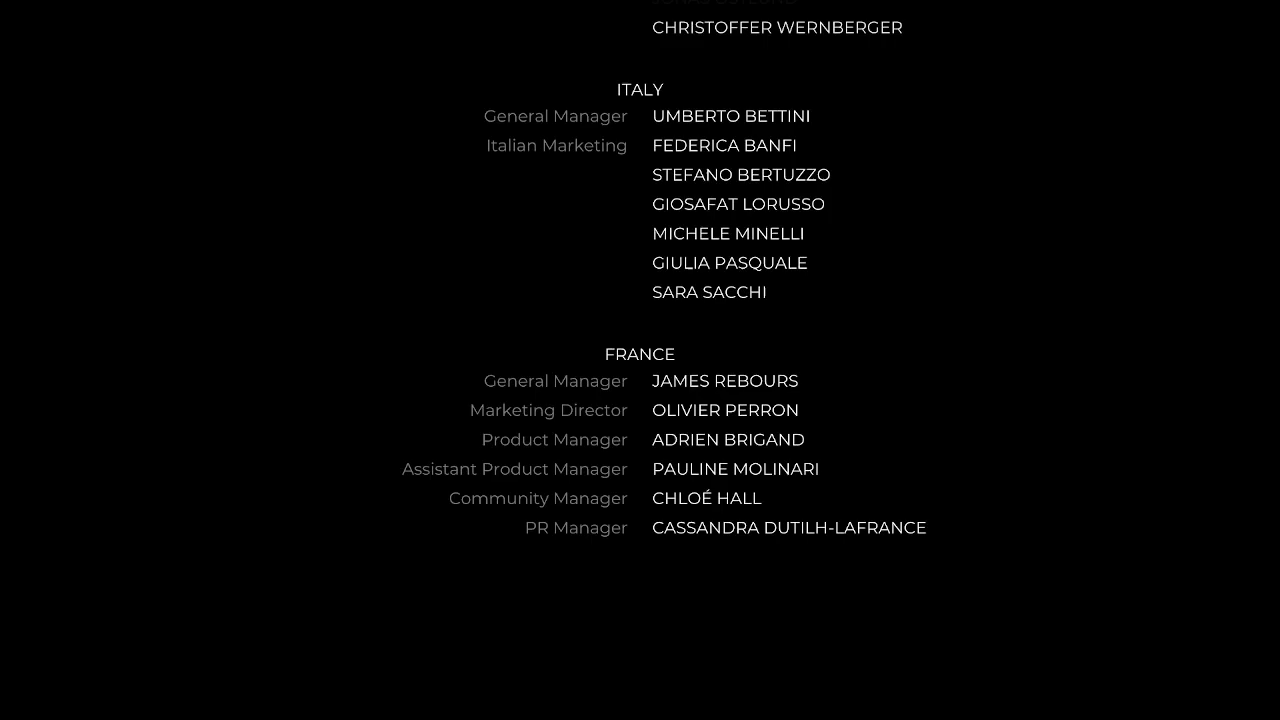 CHRISTOFFER WERNBERGER
ITALY
General Manager UMBERTO BETTINI
Italian Marketing FEDERICA BANFI
STEFANO BERTUZZO
GIOSAFAT LORUSSO
MICHELE MINELLI
GIULIA PASQUALE
SARA SACCHI
FRANCE
General Manager JAMES REBOURS
Marketing Director OLIVIER PERRON
Product Manager ADRIEN BRIGAND
Assistant Product Manager PAULINE MOLINARI
Community Manager CHLOÉ HALL
PR Manager CASSANDRA DUTILH-LAFRANCE